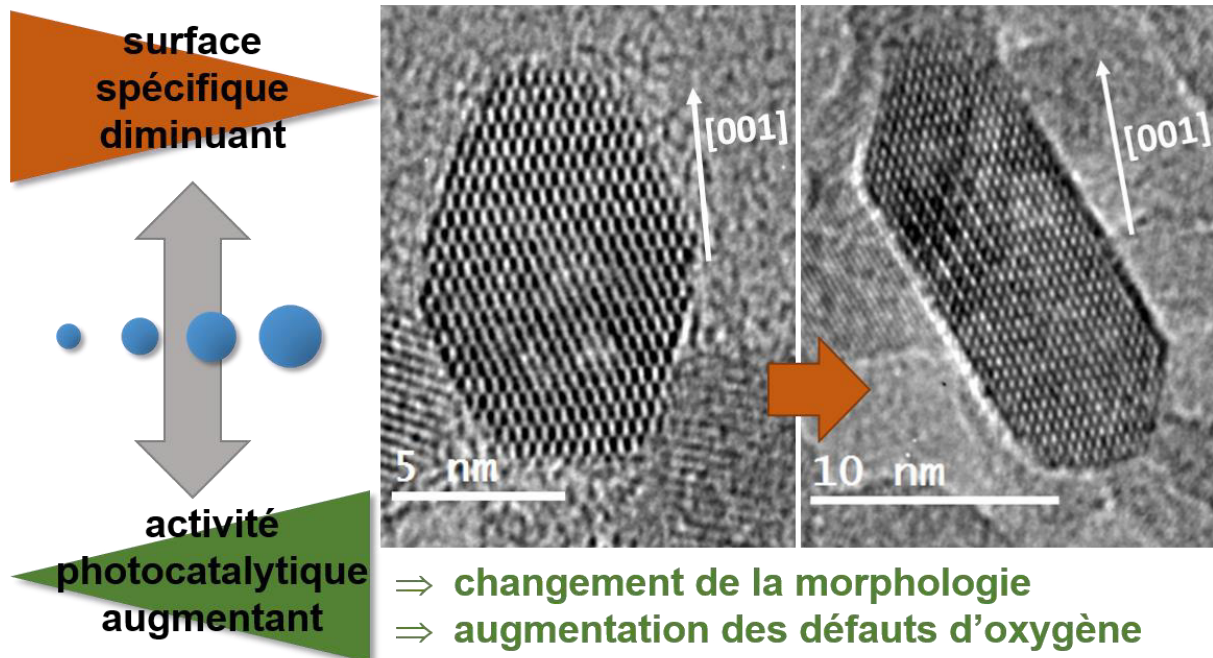 surface
spécifique
diminuant
[001]
[001]
5 nm
10 nm
activité
photocatalytique
augmentant
⇒ changement de la morphologie
⇒ augmentation des défauts d'oxygène